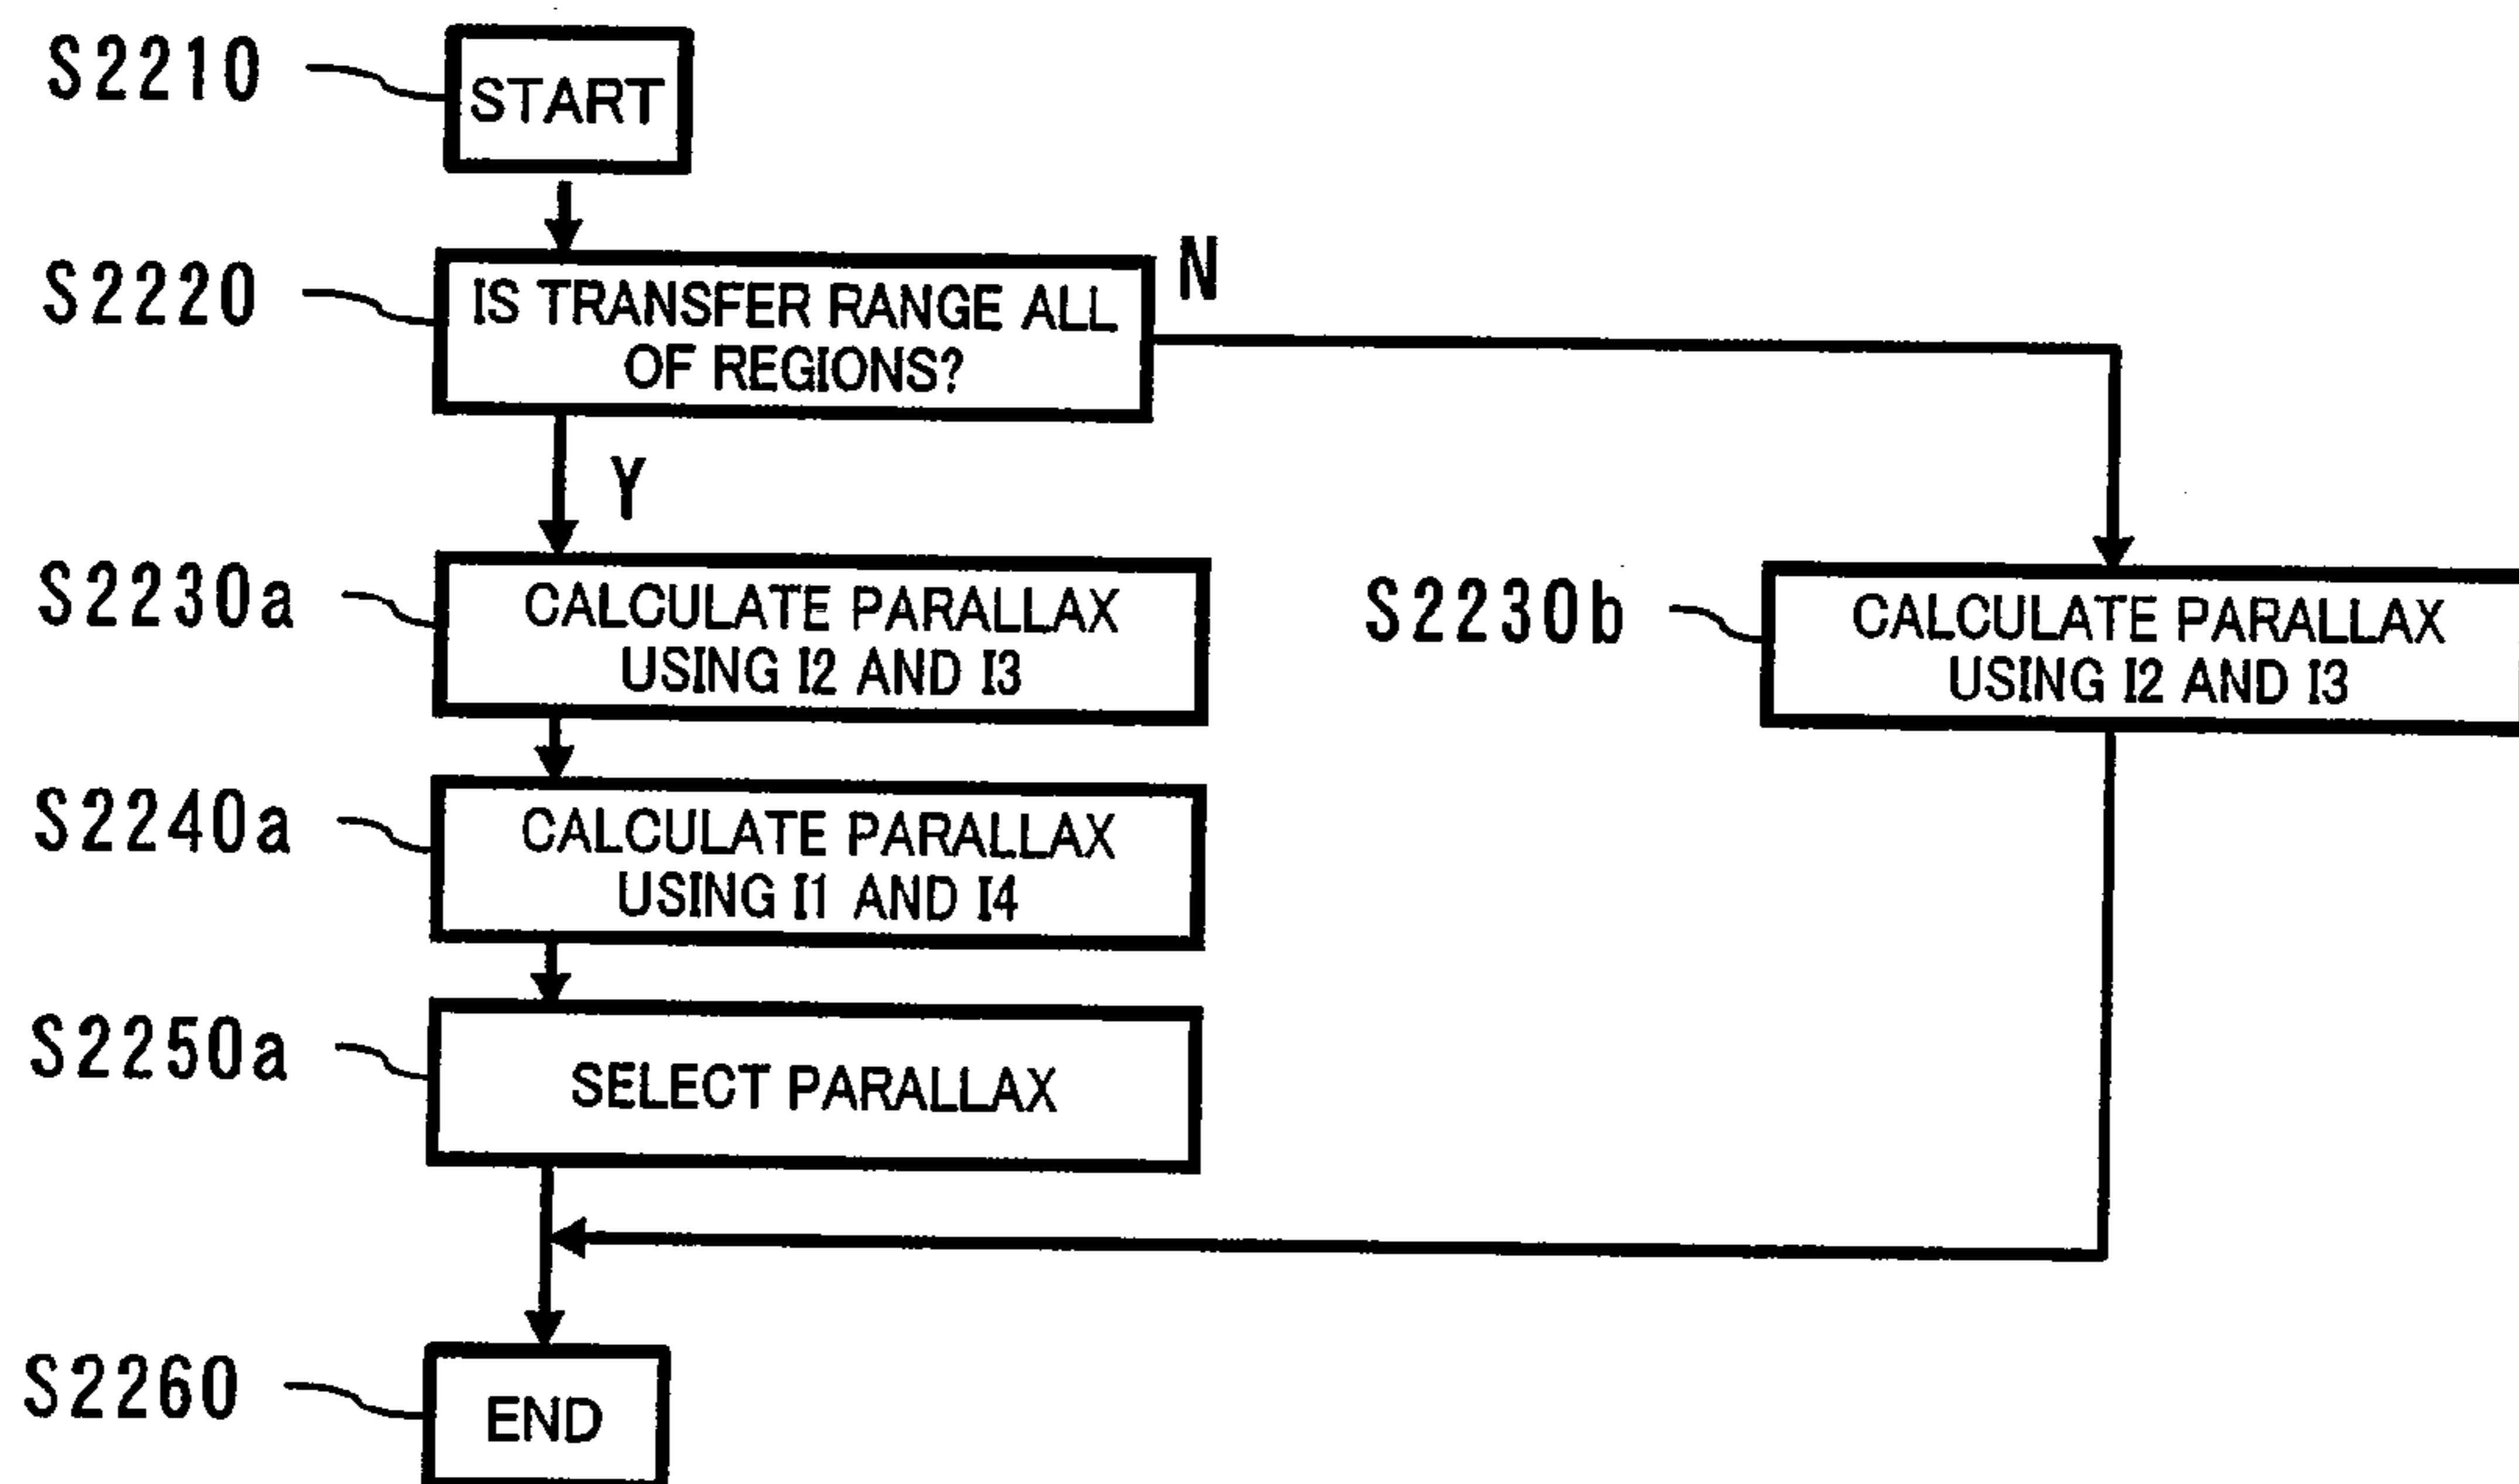 S2210
START
S2220
IS TRANSFER RANGE ALL
OF REGIONS?
N
Y
S2230a
CALCULATE PARALLAX
USING I2 AND I3
S2230b
CALCULATE PARALLAX
USING I2 AND I3
S2240a
CALCULATE PARALLAX
USING I1 AND I4
S2250a
SELECT PARALLAX
S2260
END